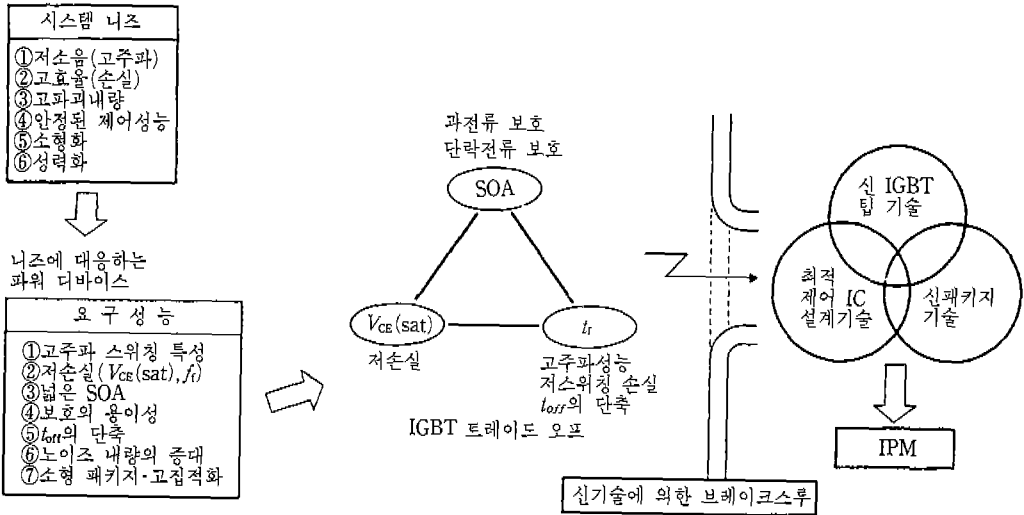 시스템 니즈
①저소음(고주파)
②고효율(손실)
③고파괴내량
④안정된 제어성능
⑤소형화
⑥성력화
니즈에 대응하는
파워 디바이스
요구성능
①고주파 스위칭 특성
②저손실(V_CE(sat), f_f)
③넓은 SOA
④보호의 용이성
⑤t_off의 단축
⑥노이즈 내량의 증대
⑦소형 패키지·고집적화
과전류 보호
단락전류 보호
SOA
V_CE(sat)
저손실
t_f
고주파성능
저스위칭 손실
t_off의 단축
IGBT 트레이드 오프
신기술에 의한 브레이크스루
신 IGBT
팁 기술
최적
제어 IC
설계기술
신패키지
기술
IPM